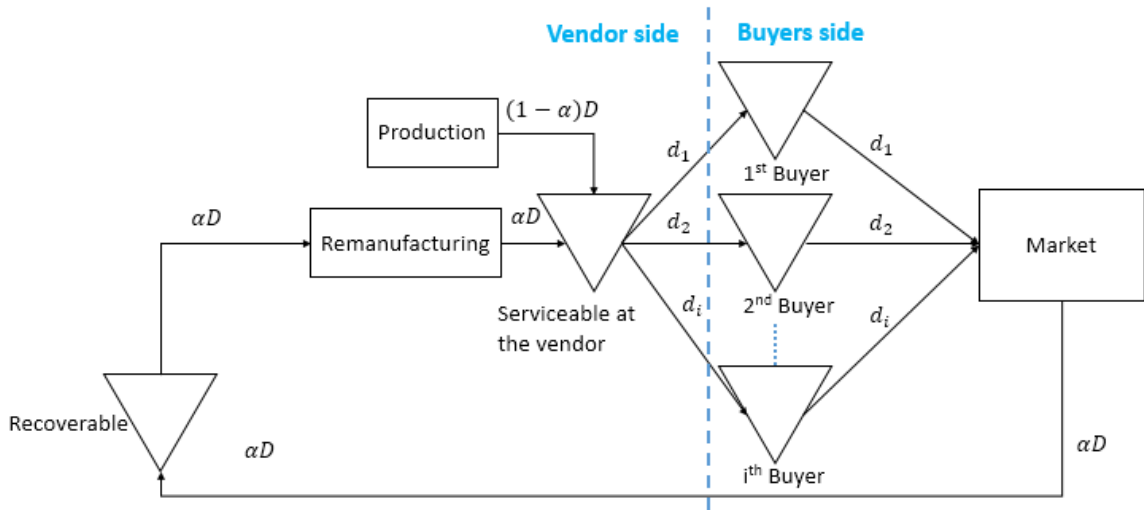 Vendor side
Buyers side
(1 − α)D
Production
d₁
d₁
1st Buyer
αD
Remanufacturing
αD
d₂
d₂
Market
Serviceable at
the vendor
2nd Buyer
dᵢ
dᵢ
Recoverable
αD
ith Buyer
αD